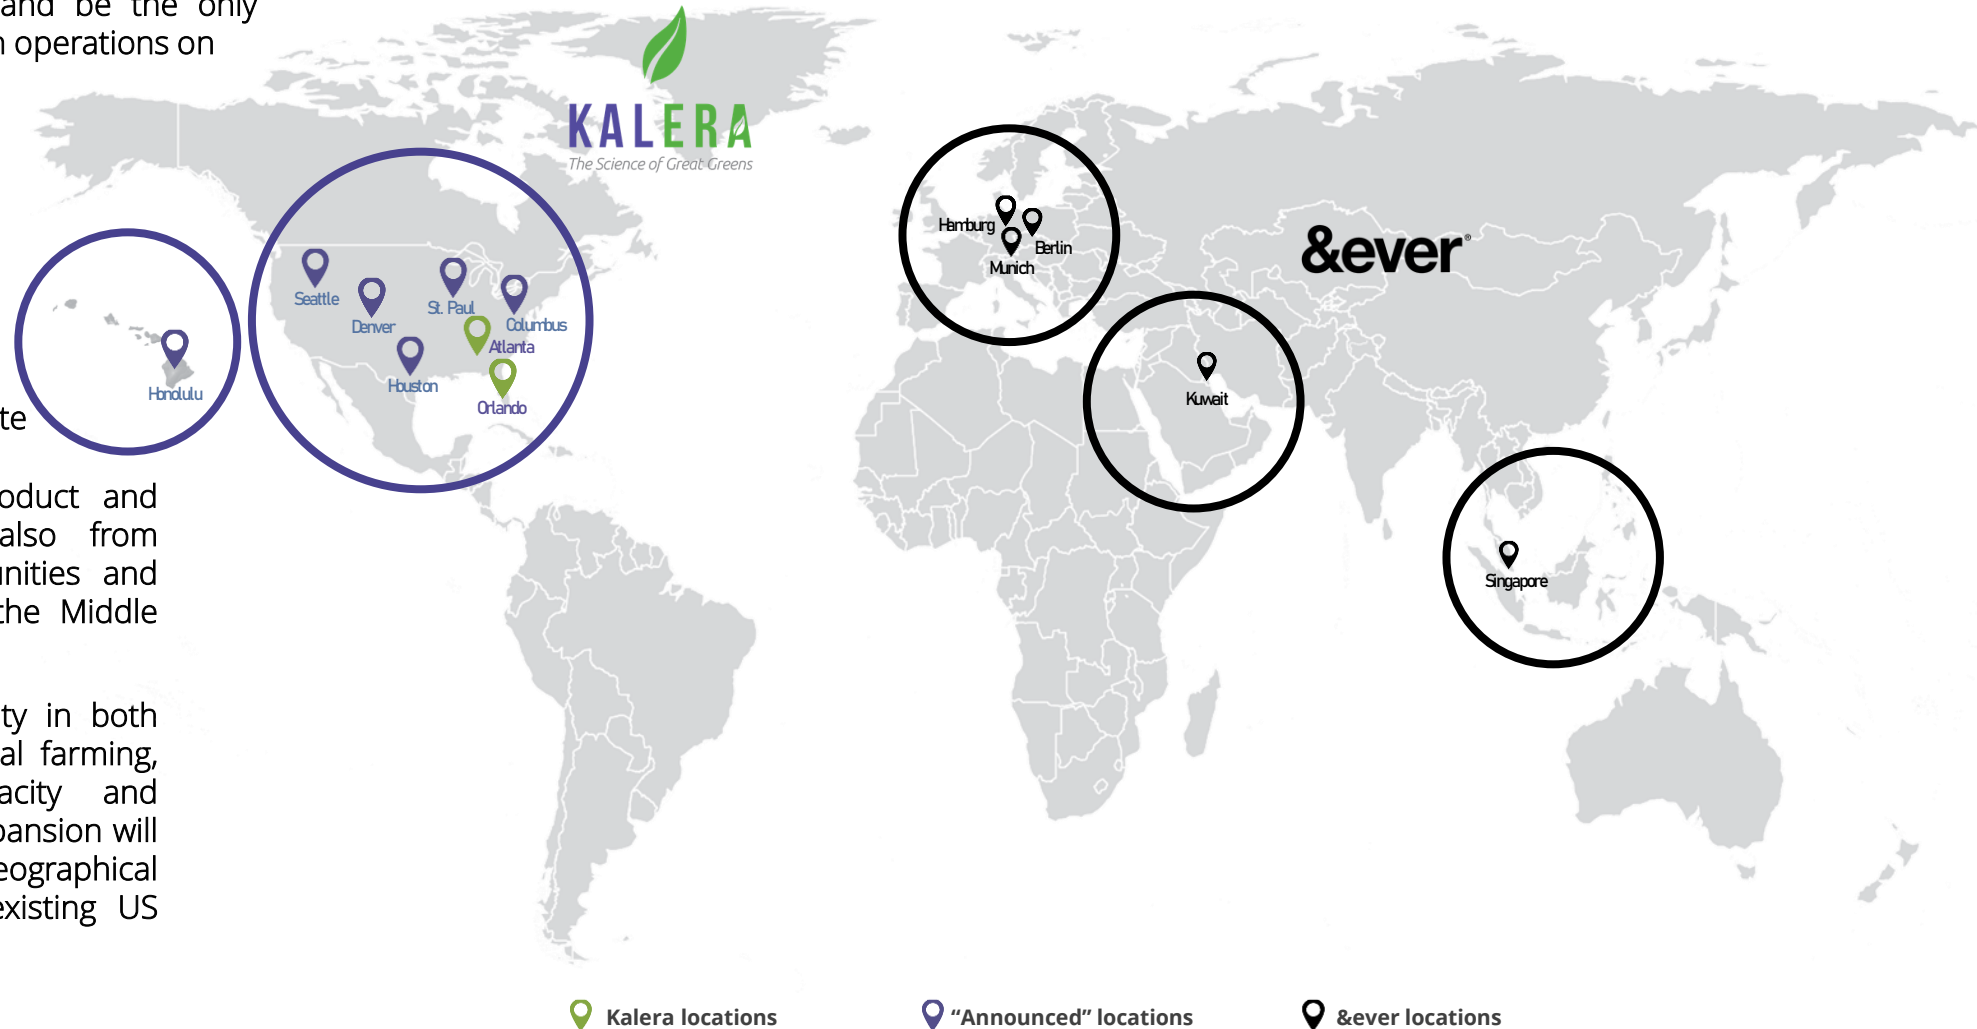 and be the only
n operations on
te
oduct and
also from
unities and
the Middle
ty in both
al farming,
acity and
pansion will
eographical
existing US
KALERA
The Science of Great Greens
&ever®
Seattle
Denver
St. Paul
Columbus
Atlanta
Houston
Orlando
Honolulu
Hamburg
Berlin
Munich
Kuwait
Singapore
Kalera locations
“Announced” locations
&ever locations